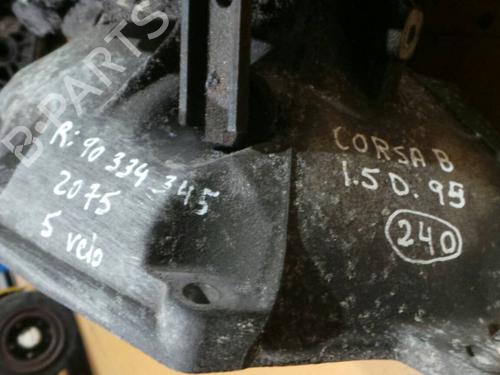 B-PARTS
R: 90 334 345
2075
5 velo
CORSA B
1.5 D. 95
240